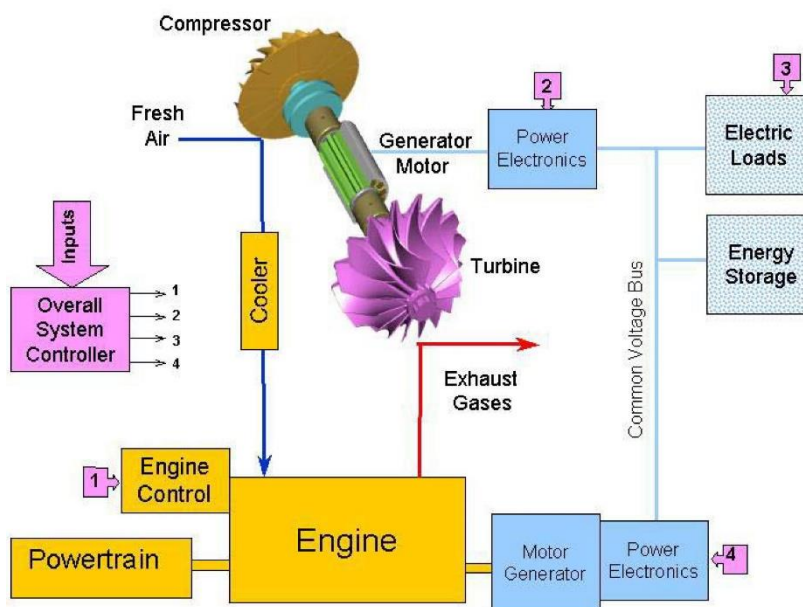 Compressor
3
2
Fresh
Air
Generator
Motor
Power
Electronics
Electric
Loads
Inputs
Cooler
Turbine
Energy
Storage
Overall
System
Controller
1
2
3
4
Common Voltage Bus
Exhaust
Gases
1
Engine
Control
Engine
Powertrain
Motor
Generator
Power
Electronics
4